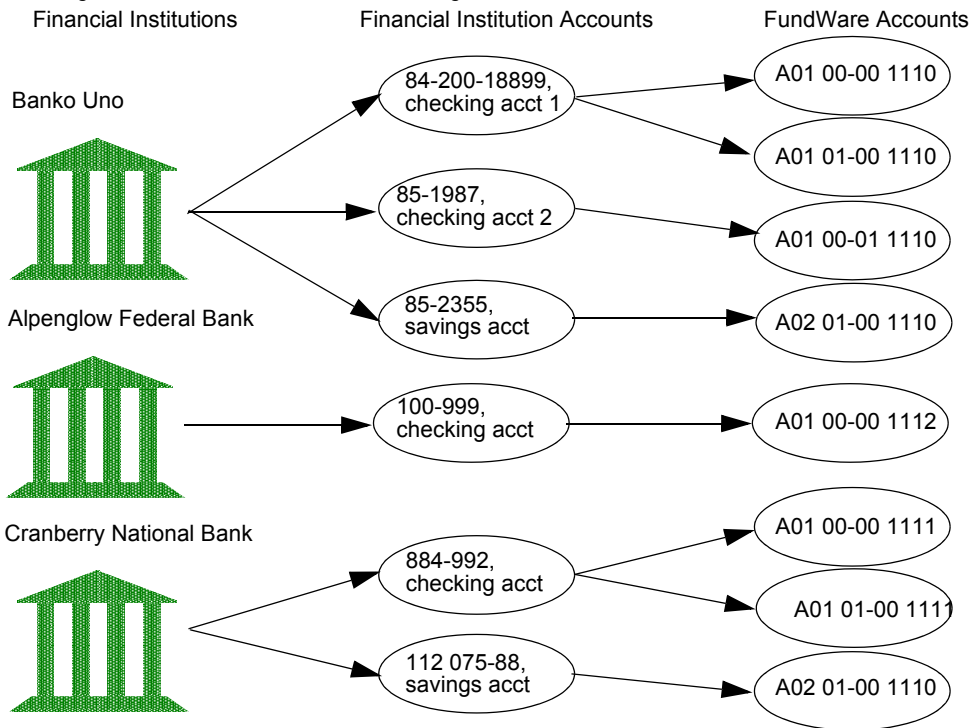 Financial Institutions
Financial Institution Accounts
FundWare Accounts
Banko Uno
84-200-18899,
checking acct 1
A01 00-00 1110
A01 01-00 1110
85-1987,
checking acct 2
A01 00-01 1110
85-2355,
savings acct
A02 01-00 1110
Alpenglow Federal Bank
100-999,
checking acct
A01 00-00 1112
Cranberry National Bank
884-992,
checking acct
A01 00-00 1111
A01 01-00 1111
112 075-88,
savings acct
A02 01-00 1110